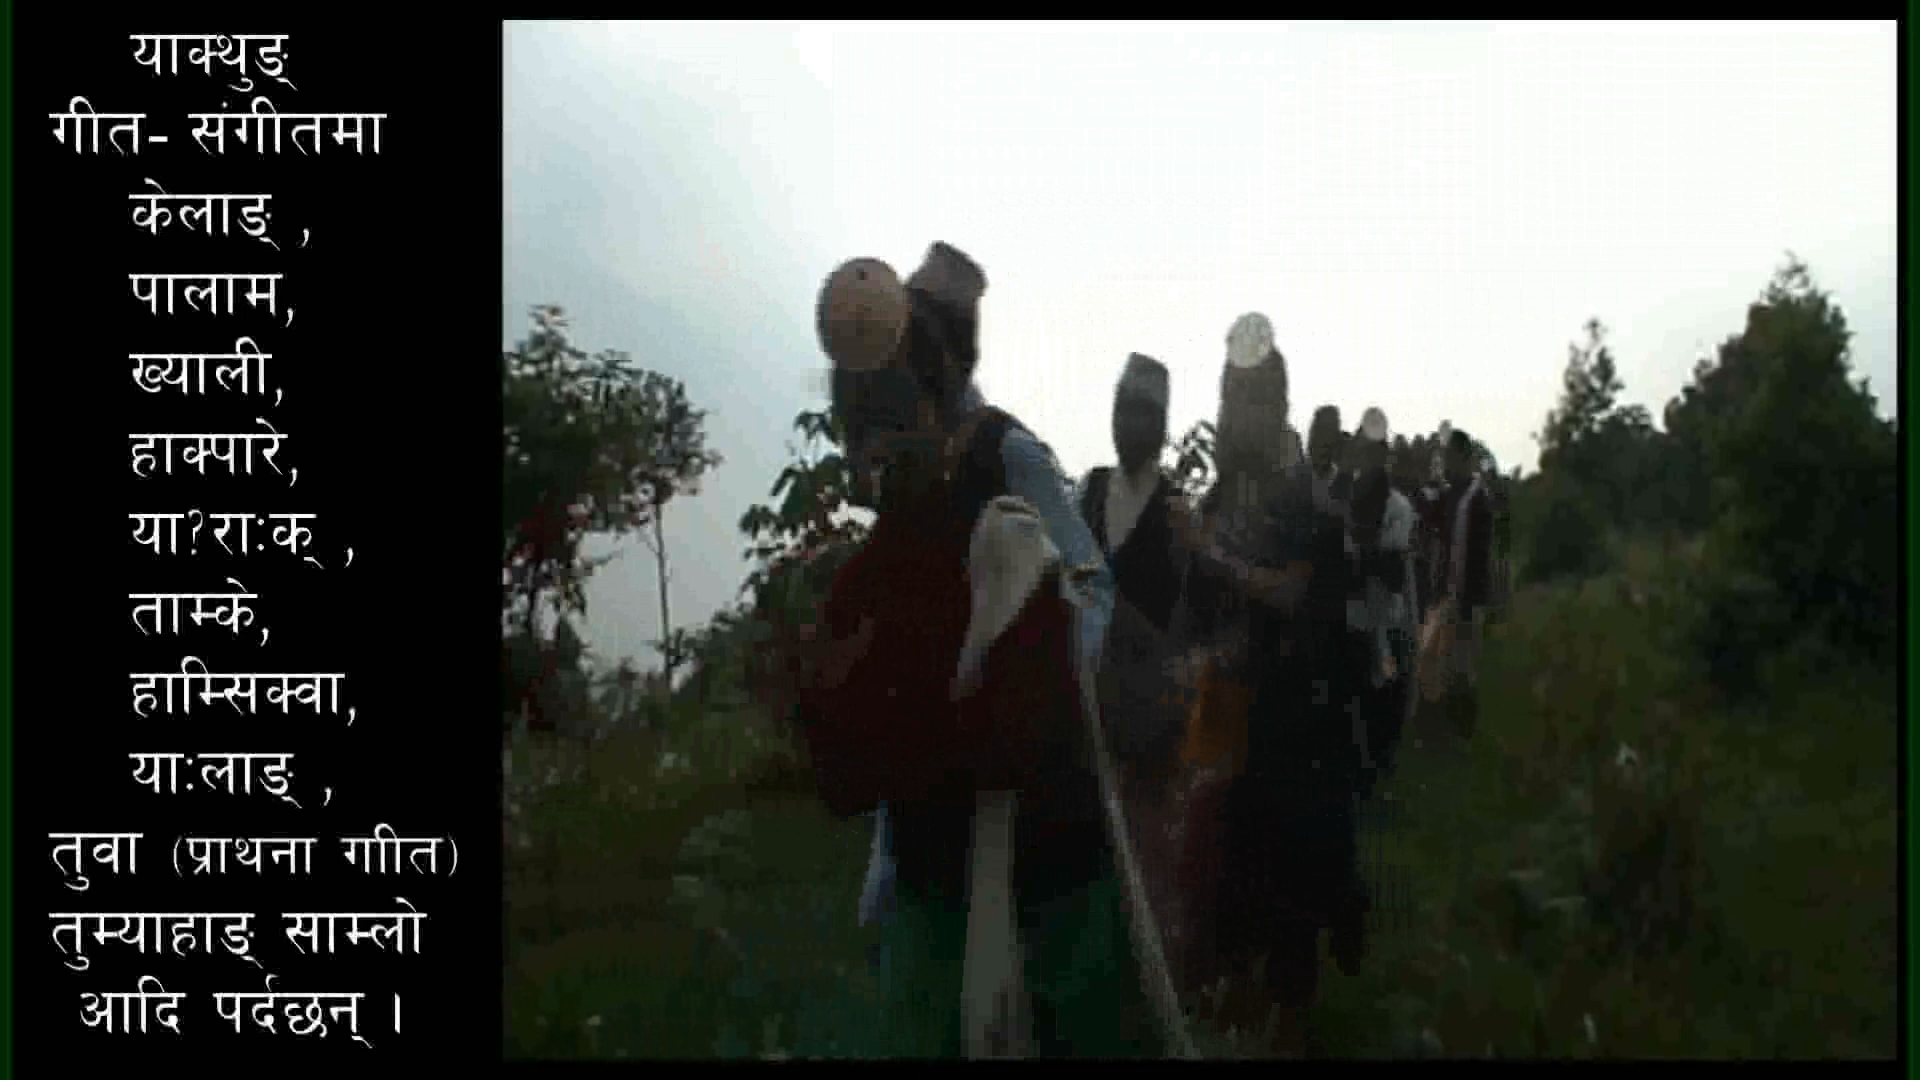 याक्थुङ्
गीत- संगीतमा
केलाङ् ,
पालाम,
ख्याली,
हाक्पारे,
या?राःक् ,
ताम्के,
हाम्सिक्वा,
याःलाङ् ,
तुवा (प्राथना गाीत)
तुम्याहाङ् साम्लो
आदि पर्दछन् ।